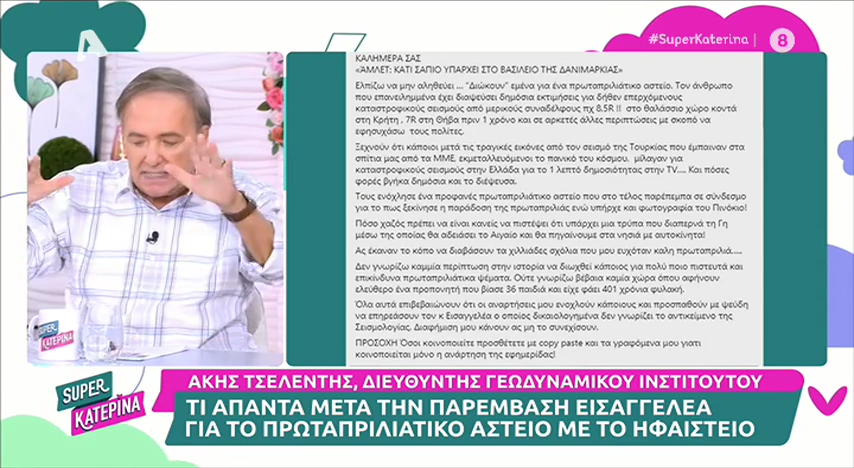 A
#SuperKaterina | 8
ΚΑΛΗΜΕΡΑ ΣΑΣ
«ΑΜΛΕΤ: ΚΑΤΙ ΣΑΠΙΟ ΥΠΑΡΧΕΙ ΣΤΟ ΒΑΣΙΛΕΙΟ ΤΗΣ ΔΑΝΙΜΑΡΚΙΑΣ»
Ελπίζω να μην αληθεύει ... "Διώκουν" εμένα για ένα πρωταπριλιάτικο αστείο. Τον άνθρωπο
που επανειλημμένα έχει διαψεύσει δημόσια εκτιμήσεις για δήθεν επερχόμενους
καταστροφικούς σεισμούς από μερικούς συναδέλφους πχ 8.5R !! στο θαλάσσιο χώρο κοντά
στη Κρήτη , 7R στη Θήβα πριν 1 χρόνο και σε αρκετές άλλες περιπτώσεις με σκοπό να
εφησυχάσω τους πολίτες.
Ξεχνούν ότι κάποιοι μετά τις τραγικές εικόνες από τον σεισμό της Τουρκίας που έμπαιναν στα
σπίτια μας από τα ΜΜΕ. εκμεταλλευόμενοι το πανικό του κόσμου, μίλαγαν για
καταστροφικούς σεισμούς στην Ελλάδα για το 1 λεπτό δημοσιότητας στην TV.... Και πόσες
φορές βγήκα δημόσια και το διέψευσα.
Τους ενόχλησε ένα προφανές πρωταπριλιάτικο αστείο που στο τέλος παρέπεμπα σε σύνδεσμο
για το πως ξεκίνησε η παράδοση της πρωταπριλιάς ενώ υπήρχε και φωτογραφία του Πινόκιο!
Πόσο χαζός πρέπει να είναι κανείς να πιστέψει ότι υπάρχει μια τρύπα που διαπερνά τη Γη
μέσω της οποίας θα αδειάσει το Αιγαίο και θα πηγαίνουμε στα νησιά με αυτοκίνητα!
Ας έκαναν το κόπο να διαβάσουν τα χιλλιάδες σχόλια που μου ευχόταν καλη πρωταπριλιά.....
Δεν γνωρίζω καμμία περίπτωση στην ιστορία να διωχθεί κάποιος για πολύ ποιο πιστευτά και
επικίνδυνα πρωταπριλιάτικα ψέματα. Ούτε γνωρίζω βέβαια καμία χώρα όπου αφήνουν
ελεύθερο ένα προπονητή που βίασε 36 παιδιά και είχε φάει 401 χρόνια φυλακή.
Όλα αυτά επιβεβαιώνουν ότι οι αναρτήσεις μου ενοχλούν κάποιους και προσπαθούν με ψεύδη
να επηρεάσουν τον κ Εισαγγελέα ο οποίος δικαιολογημένα δεν γνωρίζει το αντικείμενο της
Σεισμολογίας. Διαφήμιση μου κάνουν ας μη το συνεχίσουν.
ΠΡΟΣΟΧΗ Όσοι κοινοποιείτε προσθέτετε με copy paste και τα γραφόμενα μου γιατι
κοινοποιείται μόνο η ανάρτηση της εφημερίδας!
SUPER
ΚΑΤΕΡΙΝΑ
ΑΚΗΣ ΤΣΕΛΕΝΤΗΣ, ΔΙΕΥΘΥΝΤΗΣ ΓΕΩΔΥΝΑΜΙΚΟΥ ΙΝΣΤΙΤΟΥΤΟΥ
SUPER
ΚΑΤΕΡΙΝΑ
ΤΙ ΑΠΑΝΤΑ ΜΕΤΑ ΤΗΝ ΠΑΡΕΜΒΑΣΗ ΕΙΣΑΓΓΕΛΕΑ
ΓΙΑ ΤΟ ΠΡΩΤΑΠΡΙΛΙΑΤΙΚΟ ΑΣΤΕΙΟ ΜΕ ΤΟ ΗΦΑΙΣΤΕΙΟ